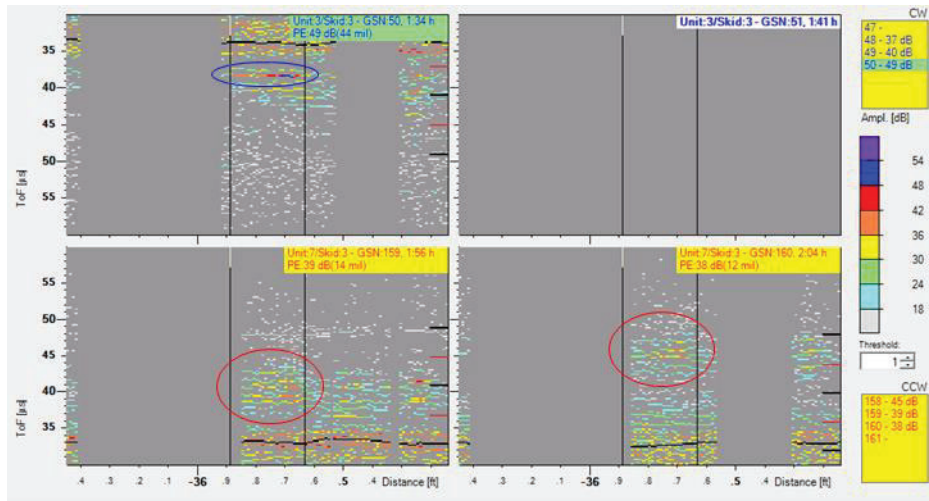 Unit:3/Skid:3 - GSN:50, 1:34 h
PE:49 dB(44 mil)
Unit:3/Skid:3 - GSN:51, 1:41 h
CW
47 -
48 - 37 dB
49 - 40 dB
50 - 49 dB
ToF [µs]
35
40
45
50
55
Ampl. [dB]
54
48
42
36
30
24
18
Unit:7/Skid:3 - GSN:159, 1:56 h
PE:39 dB(14 mil)
Unit:7/Skid:3 - GSN:160, 2:04 h
PE:38 dB(12 mil)
ToF [µs]
55
50
45
40
35
Threshold:
1
CCW
158 - 45 dB
159 - 39 dB
160 - 38 dB
161 -
.4 .3 .2 .1 -36 .9 .8 .7 .6 .5 Distance [ft]
.4 .3 .2 .1 -36 .9 .8 .7 .6 .5 Distance [ft]